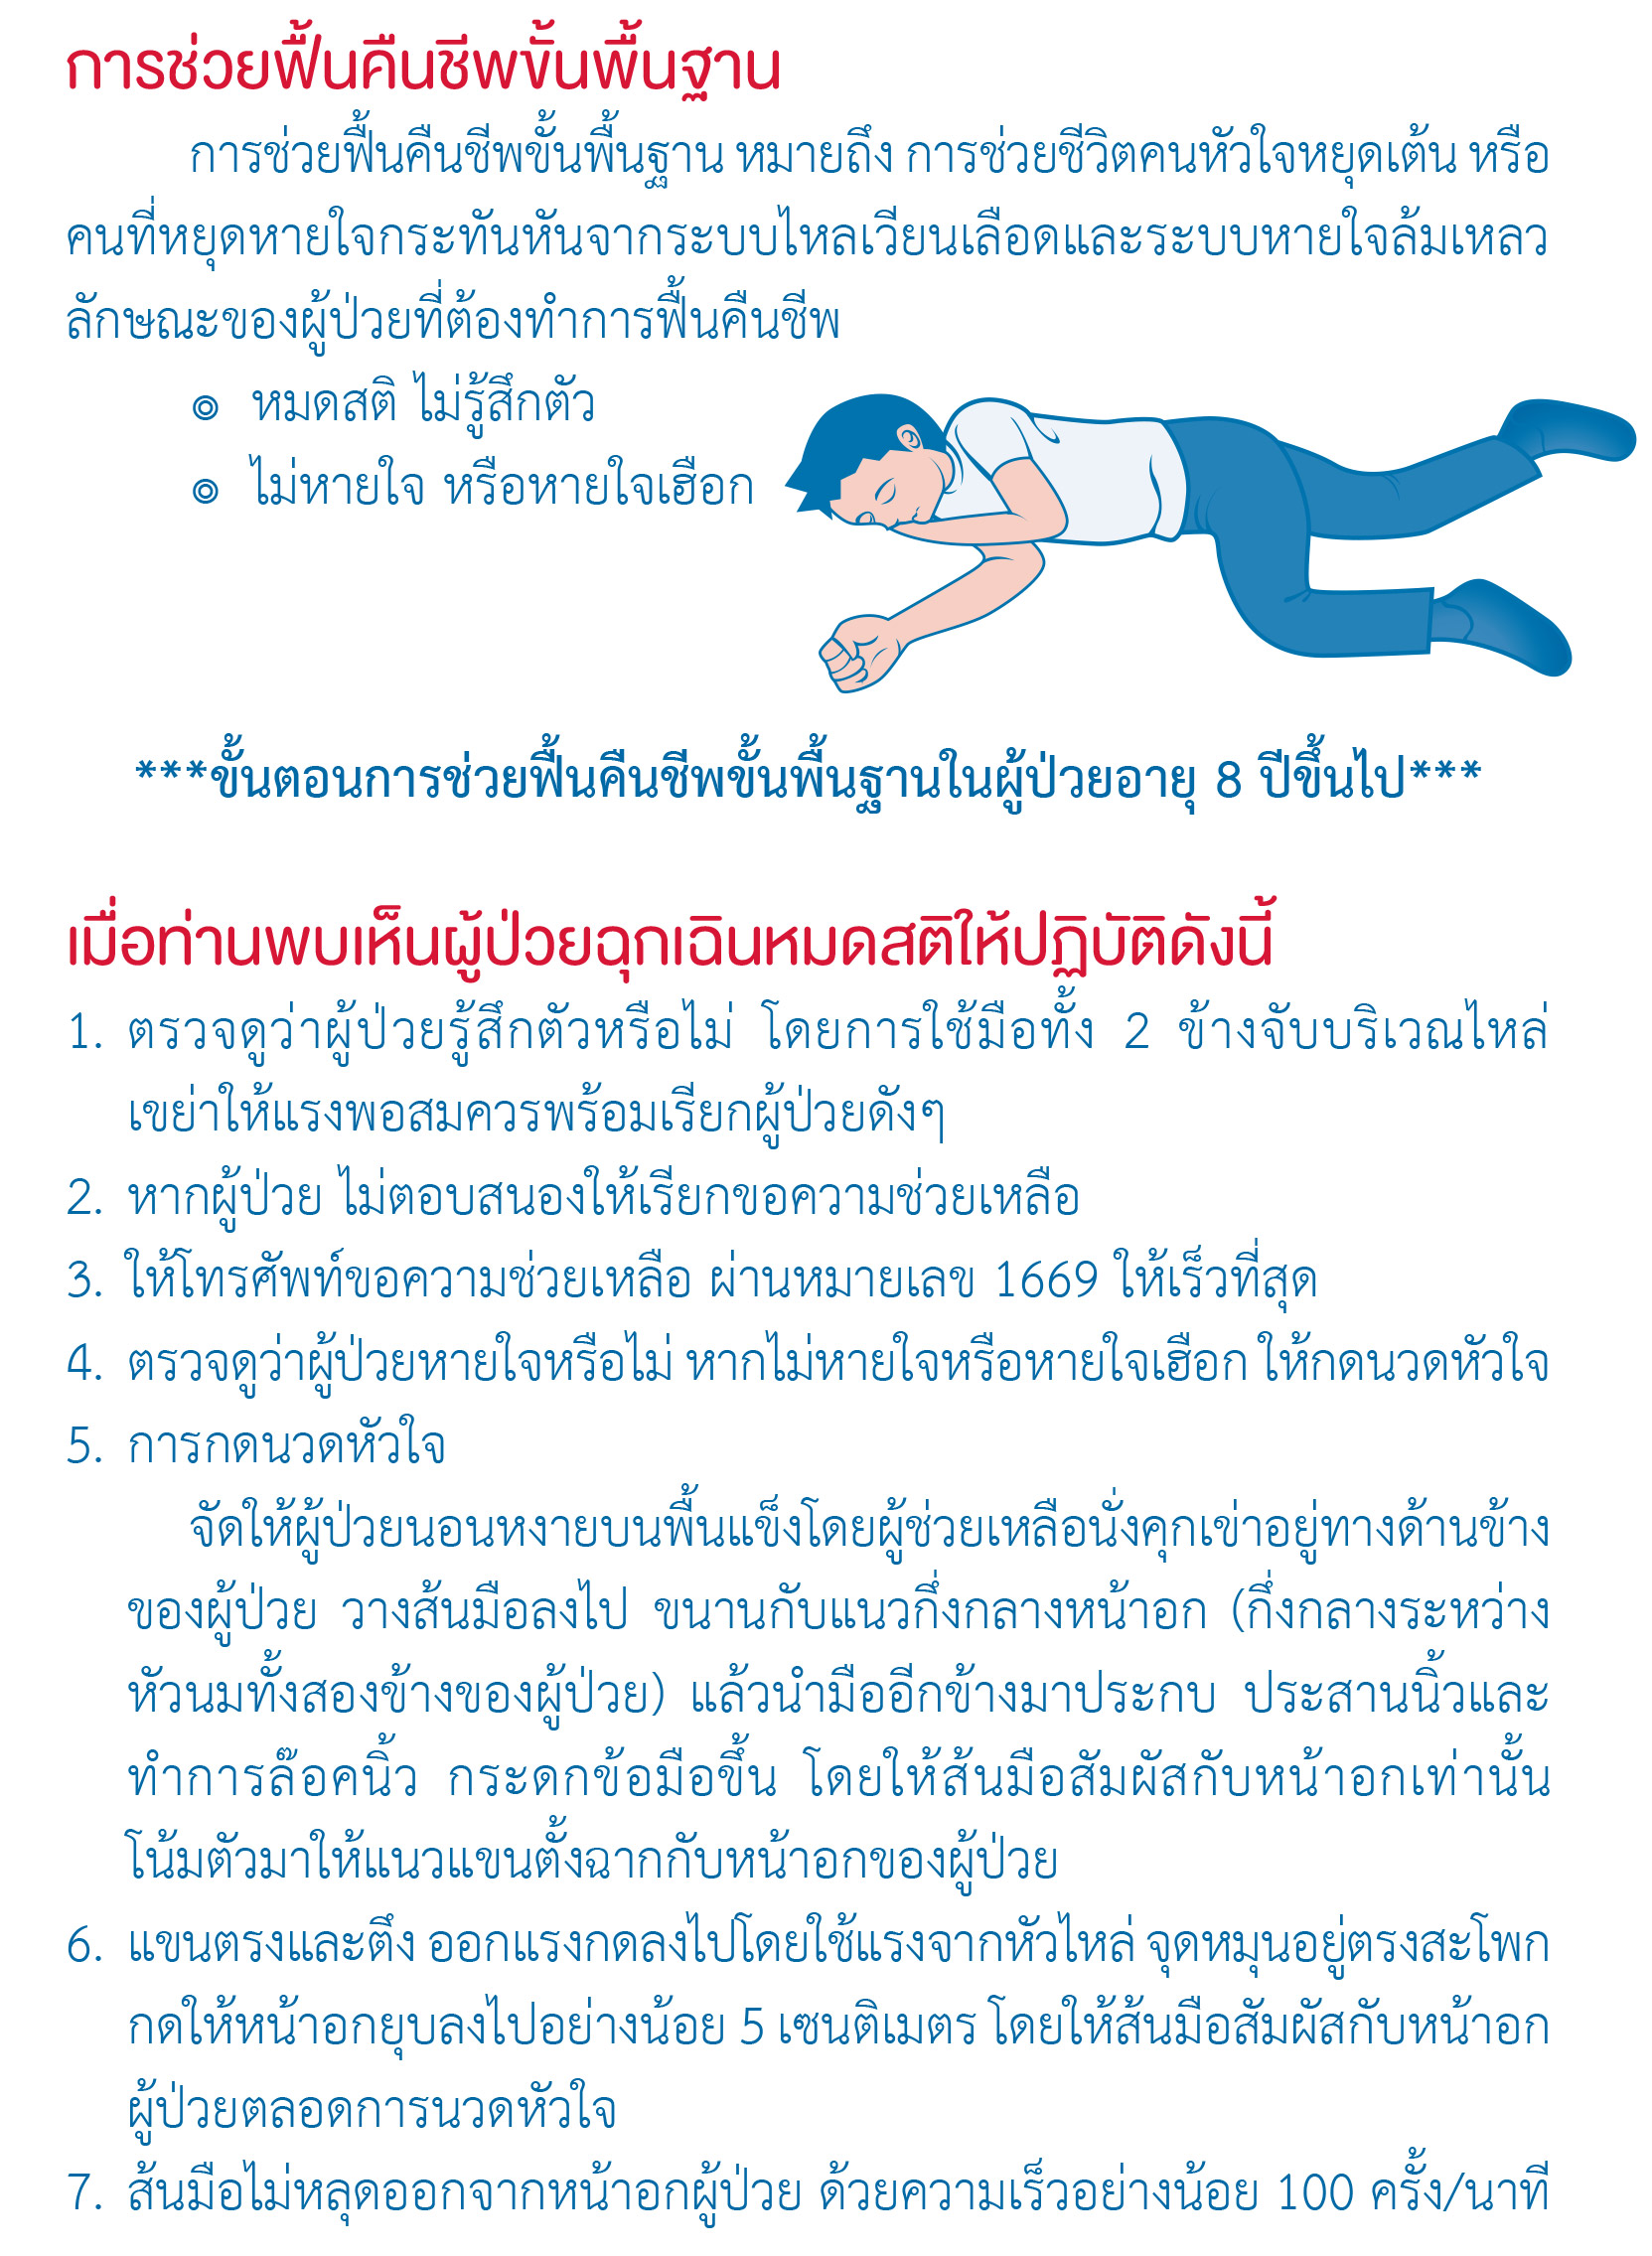 การช่วยฟื้นคืนชีพขั้นพื้นฐาน
การช่วยฟื้นคืนชีพขั้นพื้นฐาน หมายถึง การช่วยชีวิตคนหัวใจหยุดเต้น หรือ
คนที่หยุดหายใจกระทันหันจากระบบไหลเวียนเลือดและระบบหายใจล้มเหลว
ลักษณะของผู้ป่วยที่ต้องทำการฟื้นคืนชีพ
๏ หมดสติ ไม่รู้สึกตัว
๏ ไม่หายใจ หรือหายใจเฮือก
***ขั้นตอนการช่วยฟื้นคืนชีพขั้นพื้นฐานในผู้ป่วยอายุ 8 ปีขึ้นไป***
เมื่อท่านพบเห็นผู้ป่วยฉุกเฉินหมดสติให้ปฏิบัติดังนี้
1. ตรวจดูว่าผู้ป่วยรู้สึกตัวหรือไม่ โดยการใช้มือทั้ง 2 ข้างจับบริเวณไหล่
เขย่าให้แรงพอสมควรพร้อมเรียกผู้ป่วยดังๆ
2. หากผู้ป่วย ไม่ตอบสนองให้เรียกขอความช่วยเหลือ
3. ให้โทรศัพท์ขอความช่วยเหลือ ผ่านหมายเลข 1669 ให้เร็วที่สุด
4. ตรวจดูว่าผู้ป่วยหายใจหรือไม่ หากไม่หายใจหรือหายใจเฮือก ให้กดนวดหัวใจ
5. การกดนวดหัวใจ
จัดให้ผู้ป่วยนอนหงายบนพื้นแข็งโดยผู้ช่วยเหลือนั่งคุกเข่าอยู่ทางด้านข้าง
ของผู้ป่วย วางส้นมือลงไป ขนานกับแนวกึ่งกลางหน้าอก (กึ่งกลางระหว่าง
หัวนมทั้งสองข้างของผู้ป่วย) แล้วนำมืออีกข้างมาประกบ ประสานนิ้วและ
ทำการล๊อคนิ้ว กระดกข้อมือขึ้น โดยให้ส้นมือสัมผัสกับหน้าอกเท่านั้น
โน้มตัวมาให้แนวแขนตั้งฉากกับหน้าอกของผู้ป่วย
6. แขนตรงและตึง ออกแรงกดลงไปโดยใช้แรงจากหัวไหล่ จุดหมุนอยู่ตรงสะโพก
กดให้หน้าอกยุบลงไปอย่างน้อย 5 เซนติเมตร โดยให้ส้นมือสัมผัสกับหน้าอก
ผู้ป่วยตลอดการนวดหัวใจ
7. ส้นมือไม่หลุดออกจากหน้าอกผู้ป่วย ด้วยความเร็วอย่างน้อย 100 ครั้ง/นาที